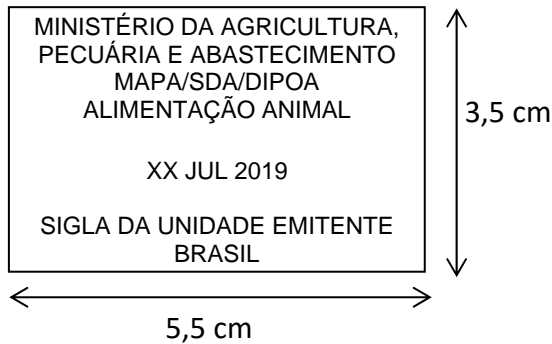 MINISTÉRIO DA AGRICULTURA,
PECUÁRIA E ABASTECIMENTO
MAPA/SDA/DIPOA
ALIMENTAÇÃO ANIMAL
XX JUL 2019
SIGLA DA UNIDADE EMITENTE
BRASIL
3,5 cm
5,5 cm